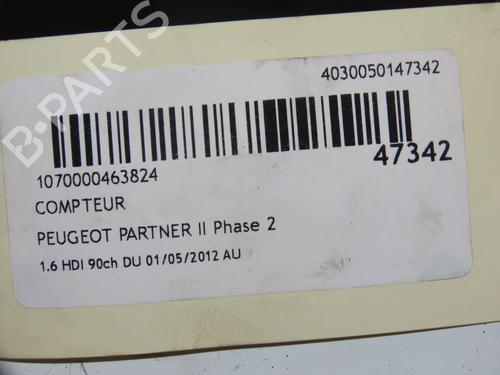 4030050147342
47342
1070000463824
COMPTEUR
PEUGEOT PARTNER II Phase 2
1.6 HDI 90ch DU 01/05/2012 AU
B-PARTS